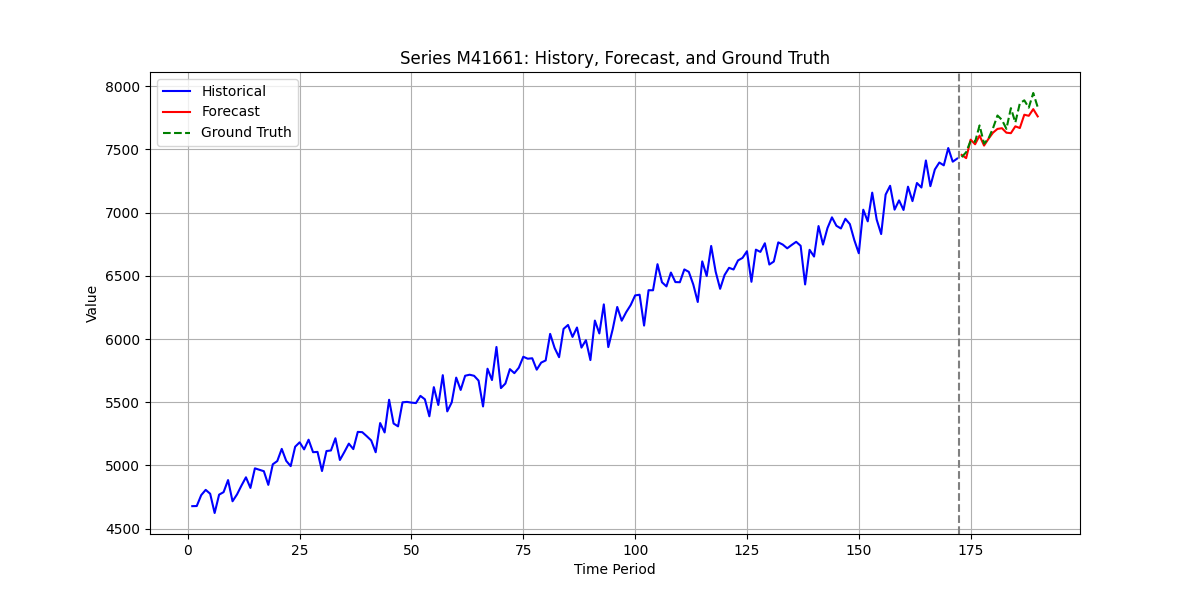 Series M41661: History, Forecast, and Ground Truth
Historical
Forecast
Ground Truth
8000
7500
7000
6500
6000
5500
5000
4500
Value
0 25 50 75 100 125 150 175
Time Period